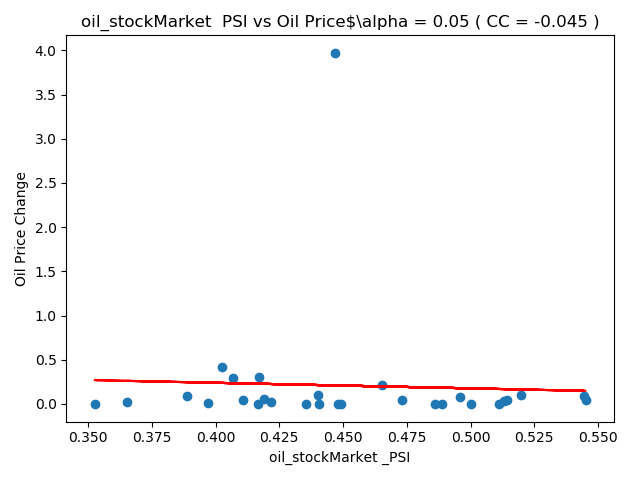 oil_stockMarket  PSI vs Oil Price$\alpha = 0.05 ( CC = -0.045 )
4.0
3.5
3.0
2.5
2.0
1.5
1.0
0.5
0.0
Oil Price Change
0.350 0.375 0.400 0.425 0.450 0.475 0.500 0.525 0.550
oil_stockMarket _PSI